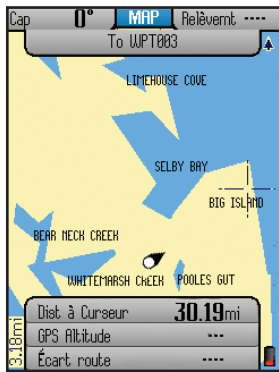 Cap 0° MAP Relèvemt ----
To WPT003
LIMEHOUSE COVE
SELBY BAY
BIG ISLAND
BEAR NECK CREEK
WHITEMARSH CREEK POOLES GUT
3.18mi
Dist à Curseur 30.19mi
GPS Altitude ---
Écart route ----